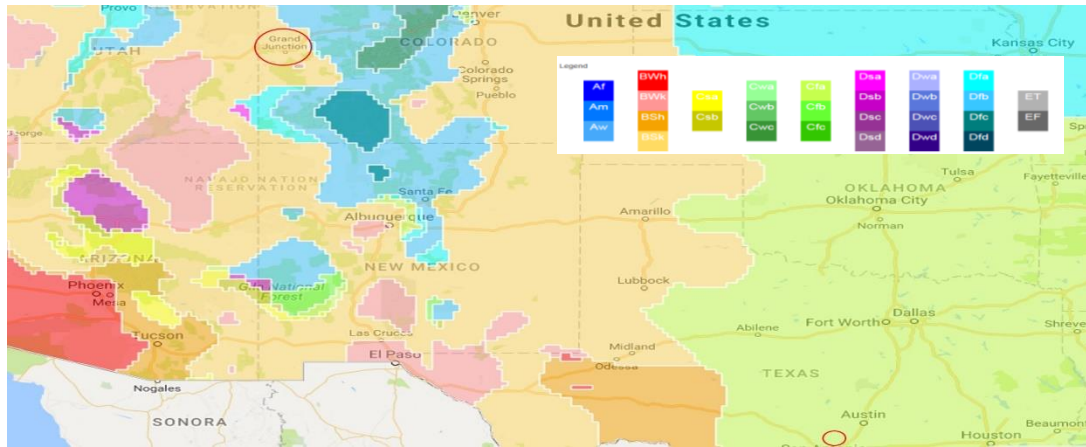 Provo
UTAH
Grand
Junction
Denver
COLORADO
Colorado
Springs
Pueblo
United States
Kansas City
Legend
Af
Am
Aw
BWh
BWk
BSh
BSk
Csa
Csb
Cwa
Cwb
Cwc
Cfa
Cfb
Cfc
Dsa
Dsb
Dsc
Dsd
Dwa
Dwb
Dwc
Dwd
Dfa
Dfb
Dfc
Dfd
ET
EF
George
NAVAJO NATION
RESERVATION
Santa Fe
Albuquerque
Amarillo
OKLAHOMA
Oklahoma City
Norman
Tulsa
Fayetteville
ARIZONA
Phoenix
Mesa
Tucson
Nogales
SONORA
NEW MEXICO
Gila National
Forest
Las Cruces
El Paso
Lubbock
Midland
Odessa
Abilene
Fort Worth
Dallas
Shreve
TEXAS
Austin
Houston
Beaumont